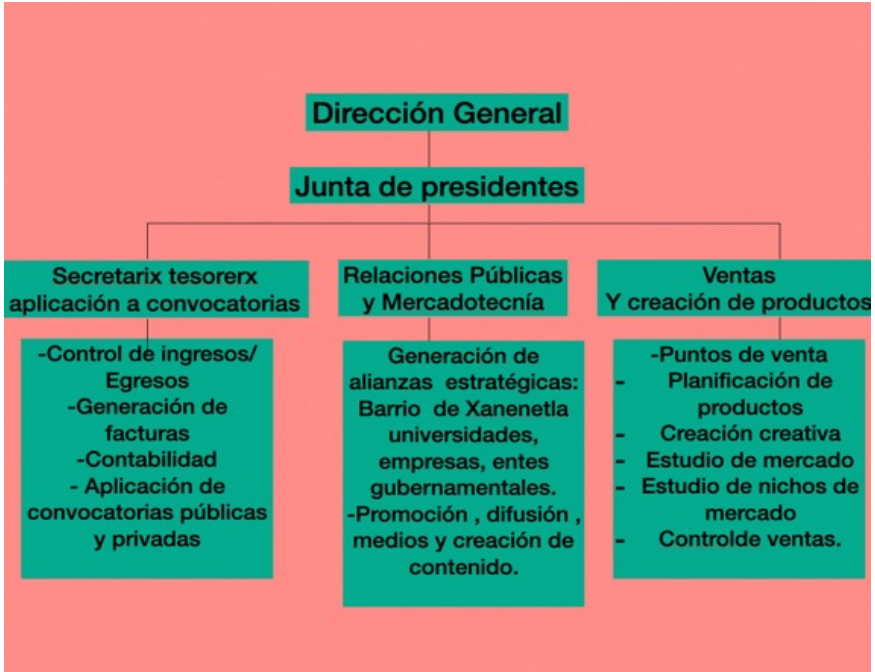 Dirección General
Junta de presidentes
Secretarix tesorerx
aplicación a convocatorias
Relaciones Públicas
y Mercadotecnía
Ventas
Y creación de productos
-Control de ingresos/
Egresos
-Generación de
facturas
-Contabilidad
- Aplicación de
convocatorias públicas
y privadas
Generación de
alianzas estratégicas:
Barrio de Xanenetla
universidades,
empresas, entes
gubernamentales.
-Promoción , difusión ,
medios y creación de
contenido.
-Puntos de venta
- Planificación de
productos
- Creación creativa
- Estudio de mercado
- Estudio de nichos de
mercado
- Controlde ventas.